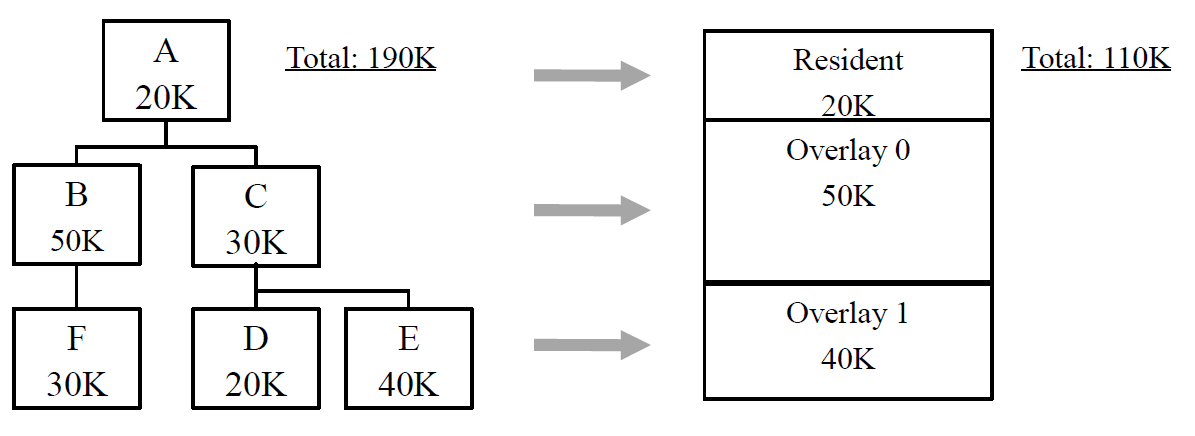 A
20K
Total: 190K
B
50K
C
30K
F
30K
D
20K
E
40K
Resident
20K
Total: 110K
Overlay 0
50K
Overlay 1
40K